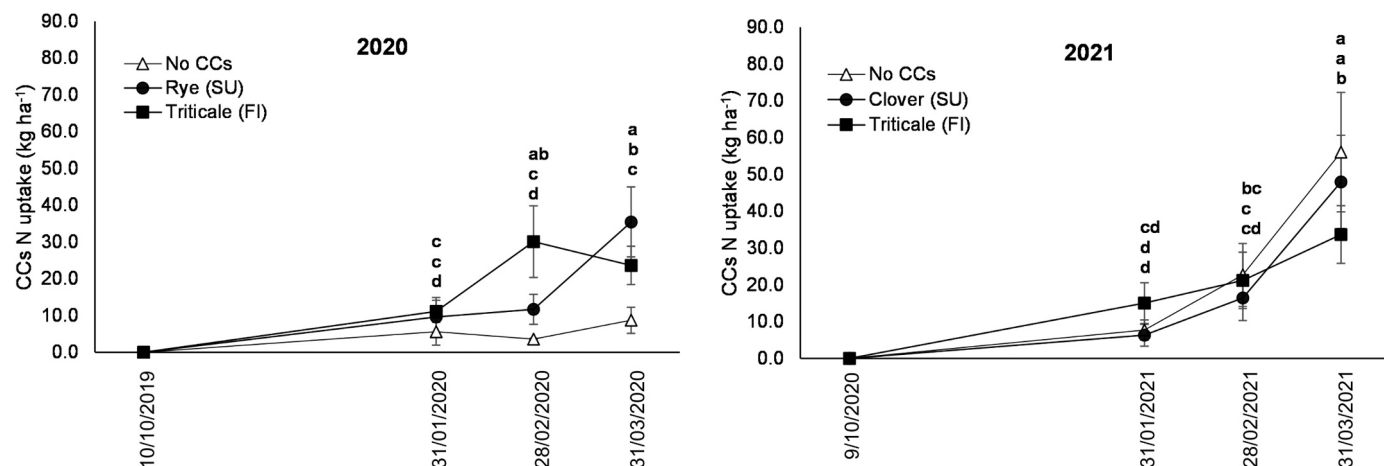 2020
CCs N uptake (kg ha⁻¹)
90.0
80.0
70.0
60.0
50.0
40.0
30.0
20.0
10.0
0.0
No CCs
Rye (SU)
Triticale (FI)
c
c
d
ab
c
d
a
b
c
10/10/2019
31/01/2020
28/02/2020
31/03/2020
2021
CCs N uptake (kg ha⁻¹)
90.0
80.0
70.0
60.0
50.0
40.0
30.0
20.0
10.0
0.0
No CCs
Clover (SU)
Triticale (FI)
cd
d
d
bc
c
cd
a
a
b
9/10/2020
31/01/2021
28/02/2021
31/03/2021